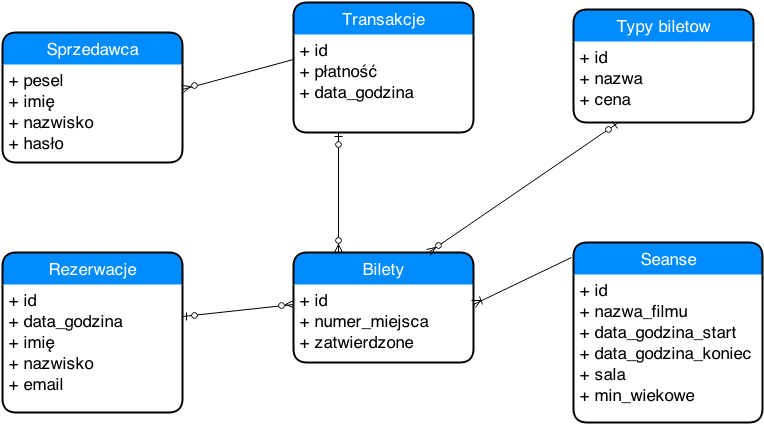 Sprzedawca
+ pesel
+ imię
+ nazwisko
+ hasło
Transakcje
+ id
+ płatność
+ data_godzina
Typy biletow
+ id
+ nazwa
+ cena
Rezerwacje
+ id
+ data_godzina
+ imię
+ nazwisko
+ email
Bilety
+ id
+ numer_miejsca
+ zatwierdzone
Seanse
+ id
+ nazwa_filmu
+ data_godzina_start
+ data_godzina_koniec
+ sala
+ min_wiekowe